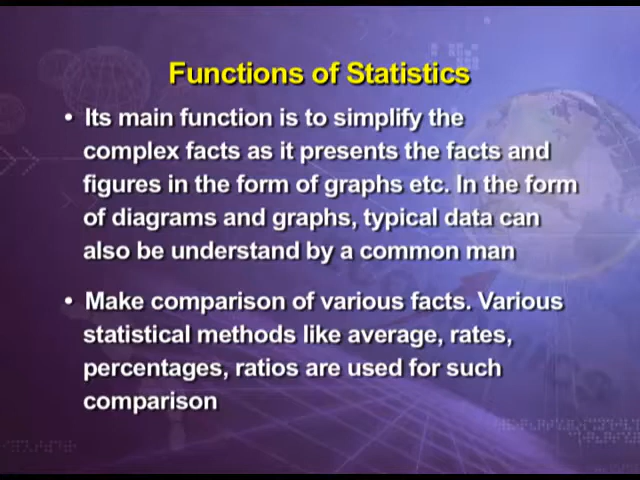 Functions of Statistics
• Its main function is to simplify the
complex facts as it presents the facts and
figures in the form of graphs etc. In the form
of diagrams and graphs, typical data can
also be understand by a common man
• Make comparison of various facts. Various
statistical methods like average, rates,
percentages, ratios are used for such
comparison